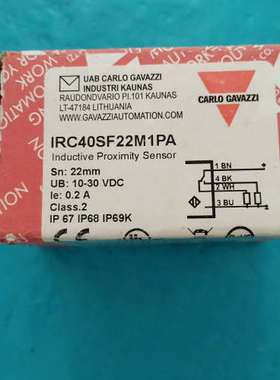 UAB CARLO GAVAZZI
INDUSTRI KAUNAS
RAUDONDVARIO Pl.101 KAUNAS
LT-47184 LITHUANIA
WWW.GAVAZZIAUTOMATION.COM
CARLO GAVAZZI
IRC40SF22M1PA
Inductive Proximity Sensor
Sn: 22mm
UB: 10-30 VDC
Ie: 0.2 A
Class.2
IP 67 IP68 IP69K
1 BN
4 BK
2 WH
3 BU